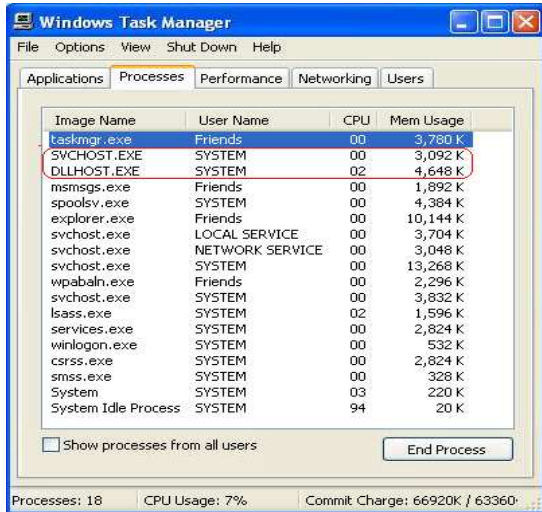 Windows Task Manager
File Options View Shut Down Help
Applications Processes Performance Networking Users
Image Name User Name CPU Mem Usage
taskmgr.exe Friends 00 3,780 K
SVCHOST.EXE SYSTEM 00 3,092 K
DLLHOST.EXE SYSTEM 02 4,648 K
msmsgs.exe Friends 00 1,892 K
spoolsv.exe SYSTEM 00 4,384 K
explorer.exe Friends 00 10,144 K
svchost.exe LOCAL SERVICE 00 3,704 K
svchost.exe NETWORK SERVICE 00 3,048 K
svchost.exe SYSTEM 00 13,268 K
wpabaln.exe Friends 00 2,296 K
svchost.exe SYSTEM 00 3,832 K
lsass.exe SYSTEM 02 1,596 K
services.exe SYSTEM 00 2,824 K
winlogon.exe SYSTEM 00 532 K
csrss.exe SYSTEM 00 2,824 K
smss.exe SYSTEM 00 328 K
System SYSTEM 03 220 K
System Idle Process SYSTEM 94 20 K
Show processes from all users End Process
Processes: 18 CPU Usage: 7% Commit Charge: 66920K / 63360